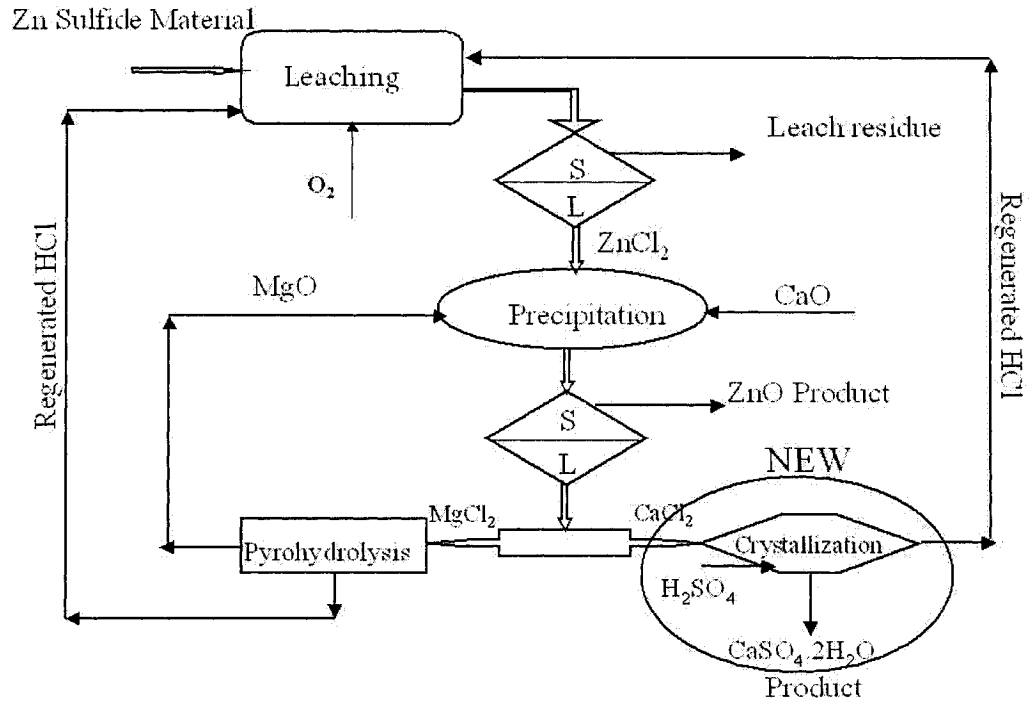 Zn Sulfide Material
Leaching
Leach residue
O₂
S
L
ZnCl₂
Regenerated HCl
Regenerated HCl
MgO
CaO
Precipitation
ZnO Product
S
L
NEW
MgCl₂
CaCl₂
Pyrohydrolysis
Crystallization
H₂SO₄
CaSO₄.2H₂O
Product